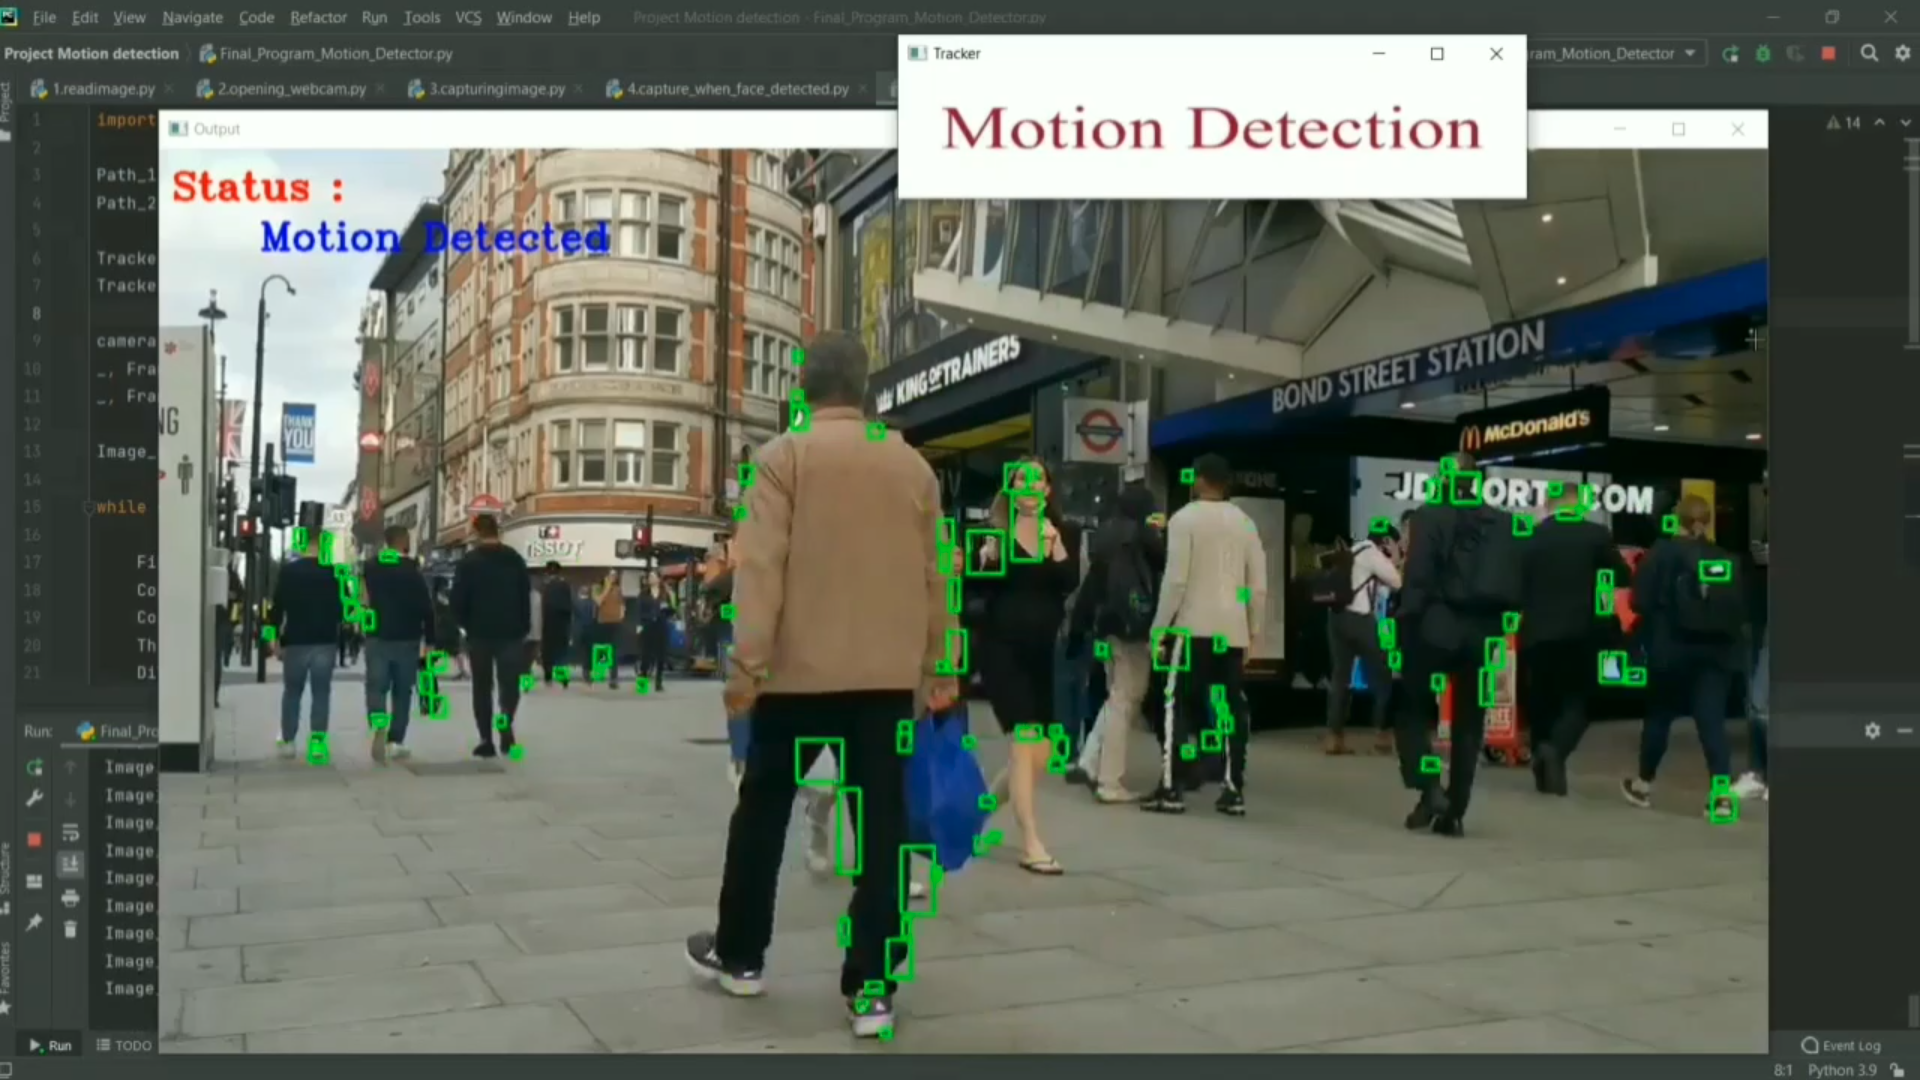 File Edit View Navigate Code Refactor Run Tools VCS Window Help Project Motion detection - Final_Program_Motion_Detector.py
Project Motion detection Final_Program_Motion_Detector.py
Tracker
ram_Motion_Detector
1.readimage.py 2.opening_webcam.py 3.capturingimage.py 4.capture_when_face_detected.py
Motion Detection
Output
14
Project
1 import
2
3 Path_1
4 Path_2
5
6 Tracke
7 Tracke
8
9 camera
10 _, Fra
11 _, Fra
12
13 Image_
14
15 while
16
17 Fi
18 Co
19 Co
20 Th
21 Di
Status :
Motion Detected
KING OF TRAINERS
BOND STREET STATION
McDonald's
NG
THANK
YOU
TISSOT
Run: Final_Pro
Image
Image
Image
Image
Image
Image
Image
Image
Image
Structure
Favorites
Run TODO
Event Log
8:1 Python 3.9